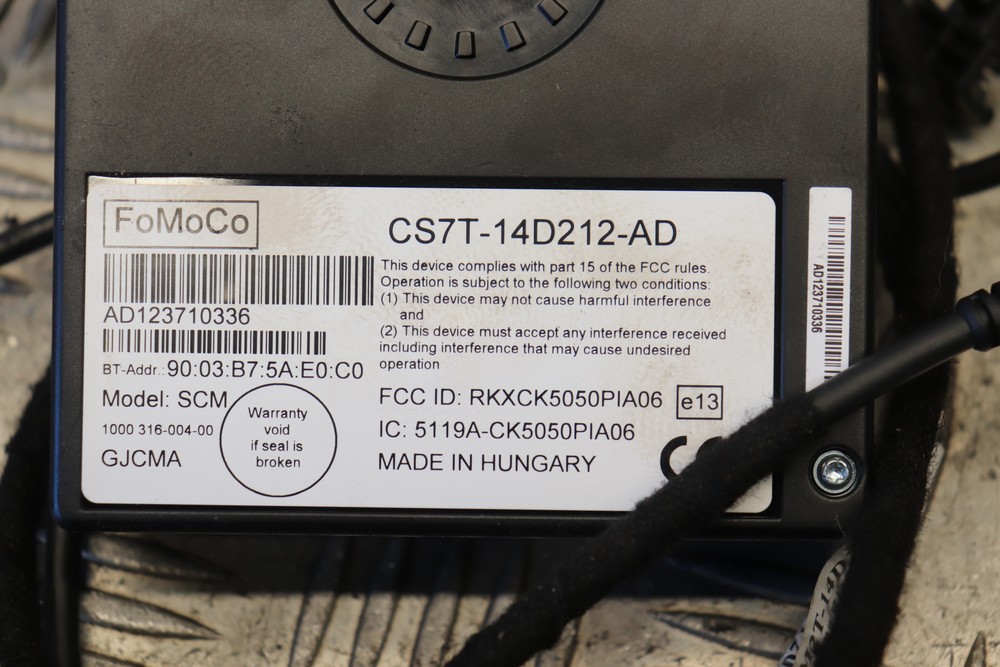 FoMoCo
CS7T-14D212-AD
AD123710336
BT-Addr.: 90:03:B7:5A:E0:C0
Model: SCM
1000 316-004-00
GJCMA
Warranty
void
if seal is
broken
This device complies with part 15 of the FCC rules.
Operation is subject to the following two conditions:
(1) This device may not cause harmful interference
and
(2) This device must accept any interference received
including interference that may cause undesired
operation
FCC ID: RKXCK5050PIA06
e13
IC: 5119A-CK5050PIA06
MADE IN HUNGARY
AD123710336